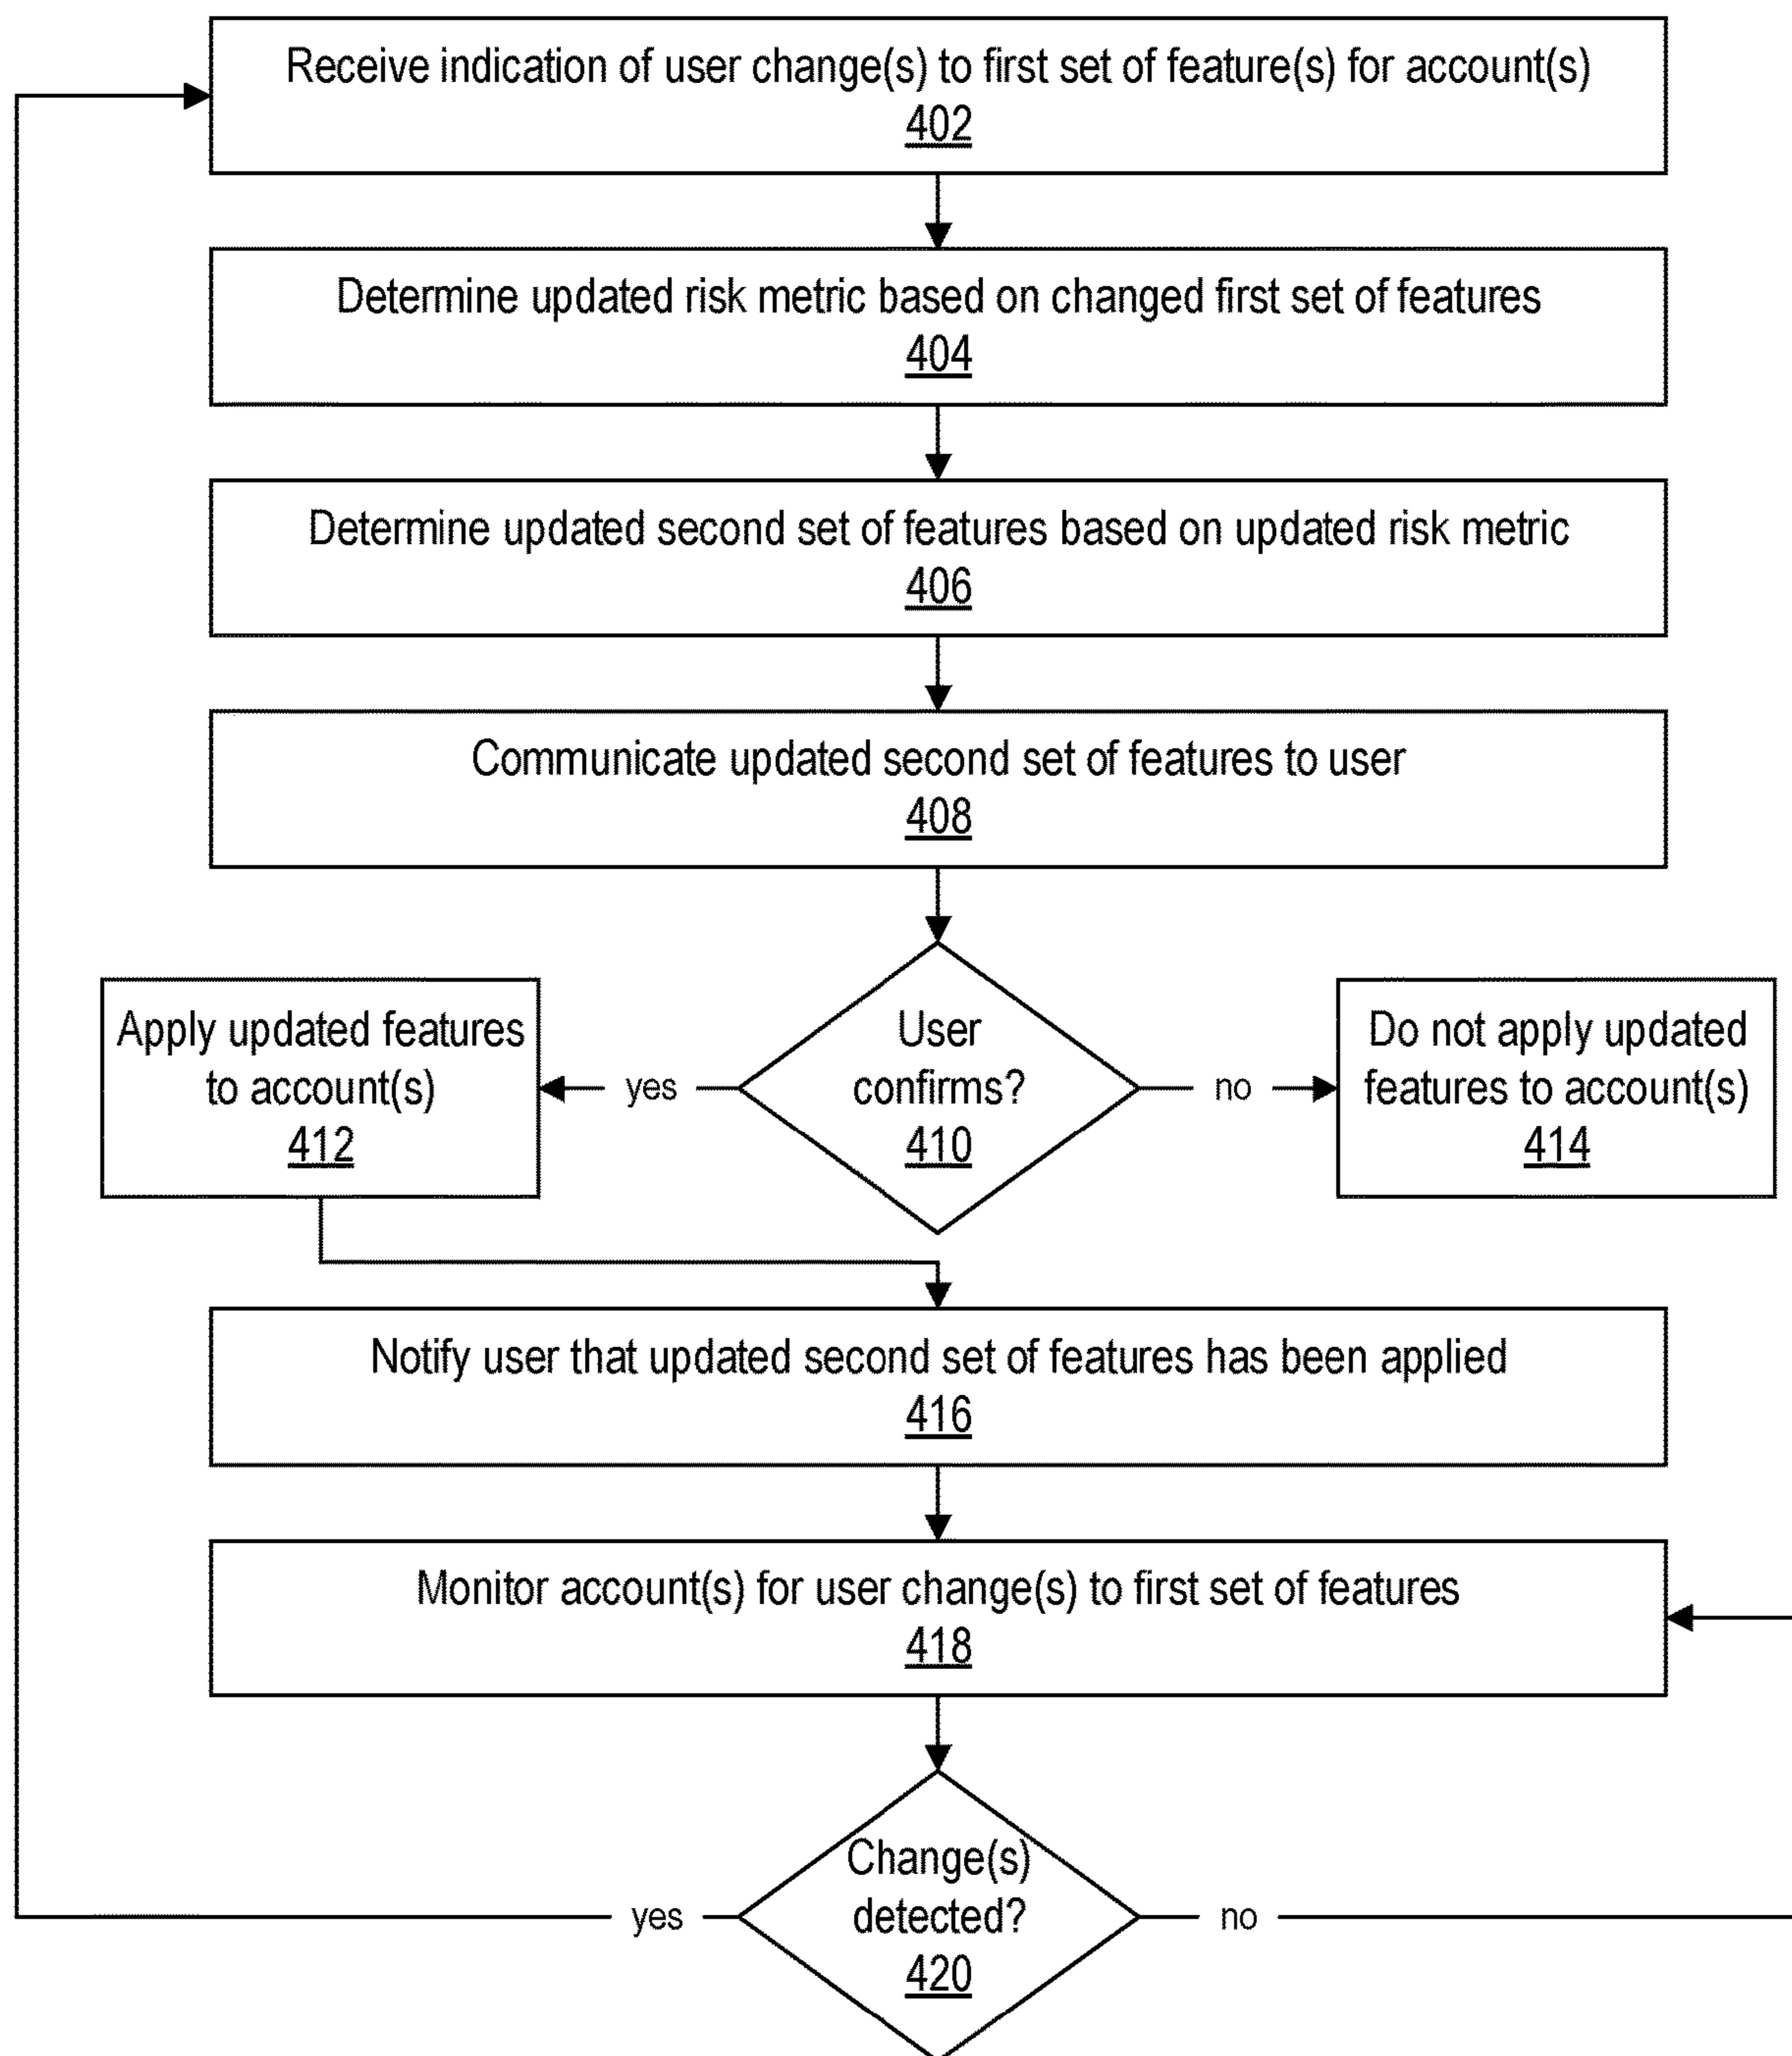 Receive indication of user change(s) to first set of feature(s) for account(s)
402
Determine updated risk metric based on changed first set of features
404
Determine updated second set of features based on updated risk metric
406
Communicate updated second set of features to user
408
Apply updated features
to account(s)
412
yes
User
confirms?
410
no
Do not apply updated
features to account(s)
414
Notify user that updated second set of features has been applied
416
Monitor account(s) for user change(s) to first set of features
418
yes
Change(s)
detected?
420
no